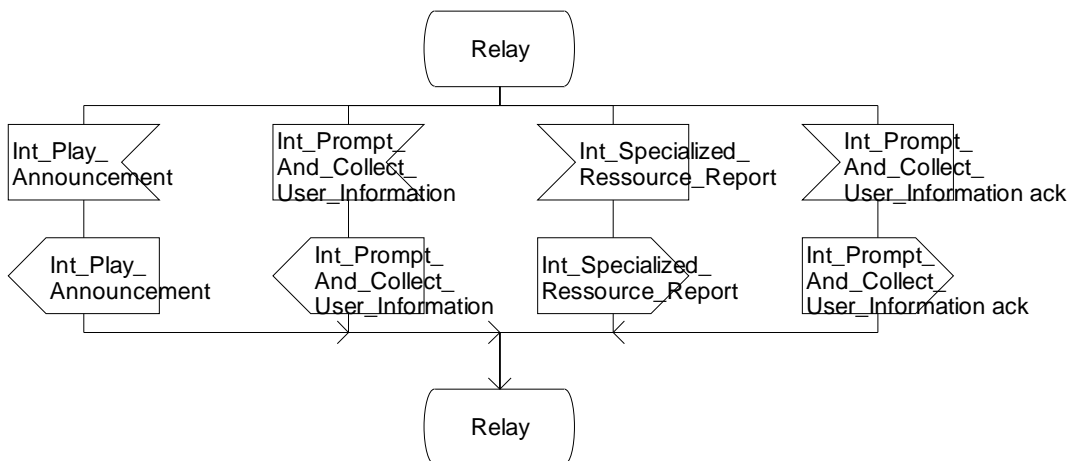 Relay
Int_Play_
Announcement
Int_Prompt_
And_Collect_
User_Information
Int_Specialized_
Ressource_Report
Int_Prompt_
And_Collect_
User_Information ack
Int_Play_
Announcement
Int_Prompt_
And_Collect_
User_Information
Int_Specialized_
Ressource_Report
Int_Prompt_
And_Collect_
User_Information ack
Relay